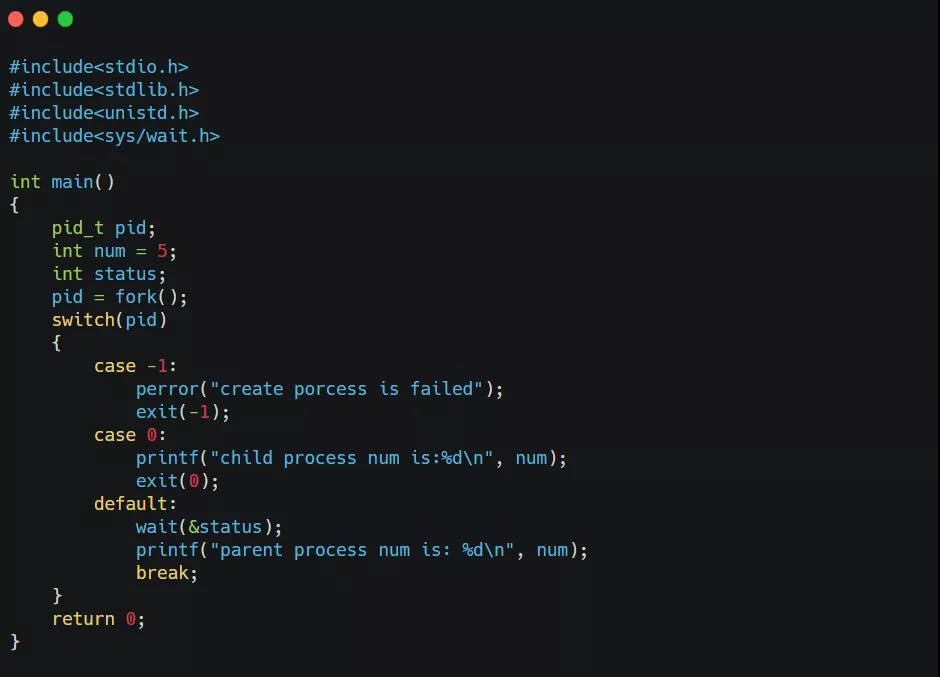 #include<stdio.h>
#include<stdlib.h>
#include<unistd.h>
#include<sys/wait.h>
int main()
{
    pid_t pid;
    int num = 5;
    int status;
    pid = fork();
    switch(pid)
    {
        case -1:
            perror("create porcess is failed");
            exit(-1);
        case 0:
            printf("child process num is:%d\n", num);
            exit(0);
        default:
            wait(&status);
            printf("parent process num is: %d\n", num);
            break;
    }
    return 0;
}